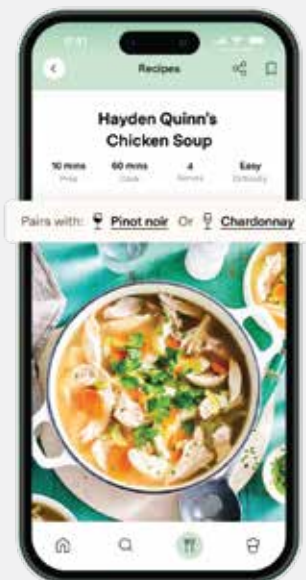 Recipes
Hayden Quinn's
Chicken Soup
10 mins 60 mins 4 Easy
Prep Cook Serves Difficulty
Pairs with: Pinot noir Or Chardonnay